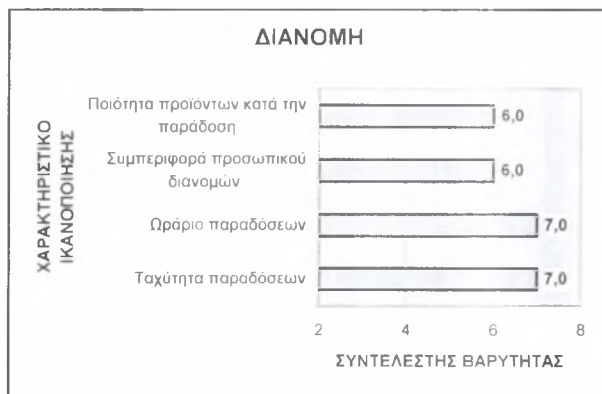 ΔΙΑΝΟΜΗ
ΧΑΡΑΚΤΗΡΙΣΤΙΚΟ
ΙΚΑΝΟΠΟΙΗΣΗΣ
Ποιότητα προϊόντων κατά την
παράδοση
6,0
Συμπεριφορά προσωπικού
διανομών
6,0
Ωράριο παραδόσεων
7,0
Ταχύτητα παραδόσεων
7,0
2 4 6 8
ΣΥΝΤΕΛΕΣΤΗΣ ΒΑΡΥΤΗΤΑΣ